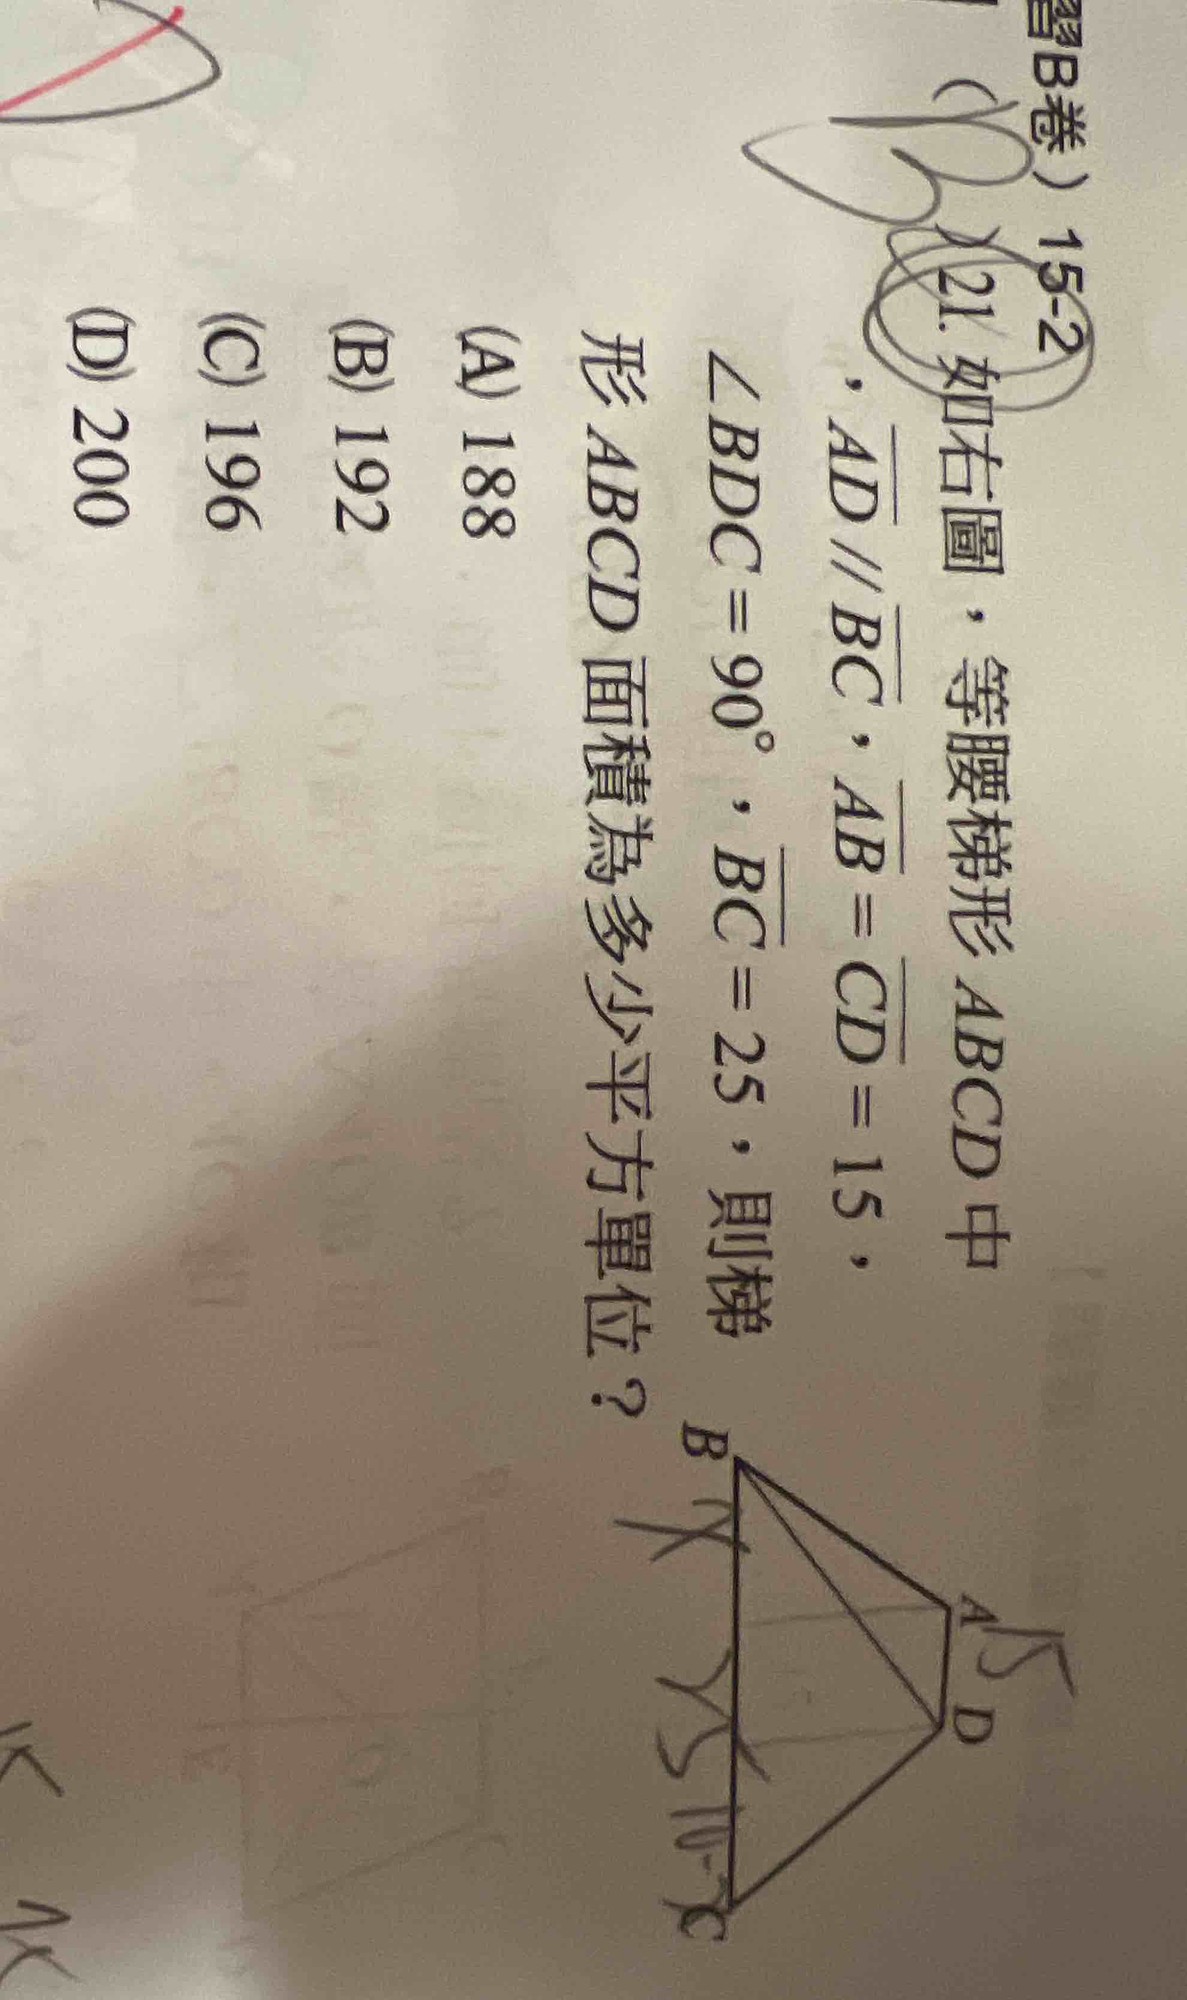 習B卷）15-2
( B )21. 如右圖，等腰梯形 ABCD 中
，AD // BC，AB = CD = 15，
∠BDC = 90°，BC = 25，則梯
形 ABCD 面積為多少平方單位？
(A) 188
(B) 192
(C) 196
(D) 200
A
D
B
C
15